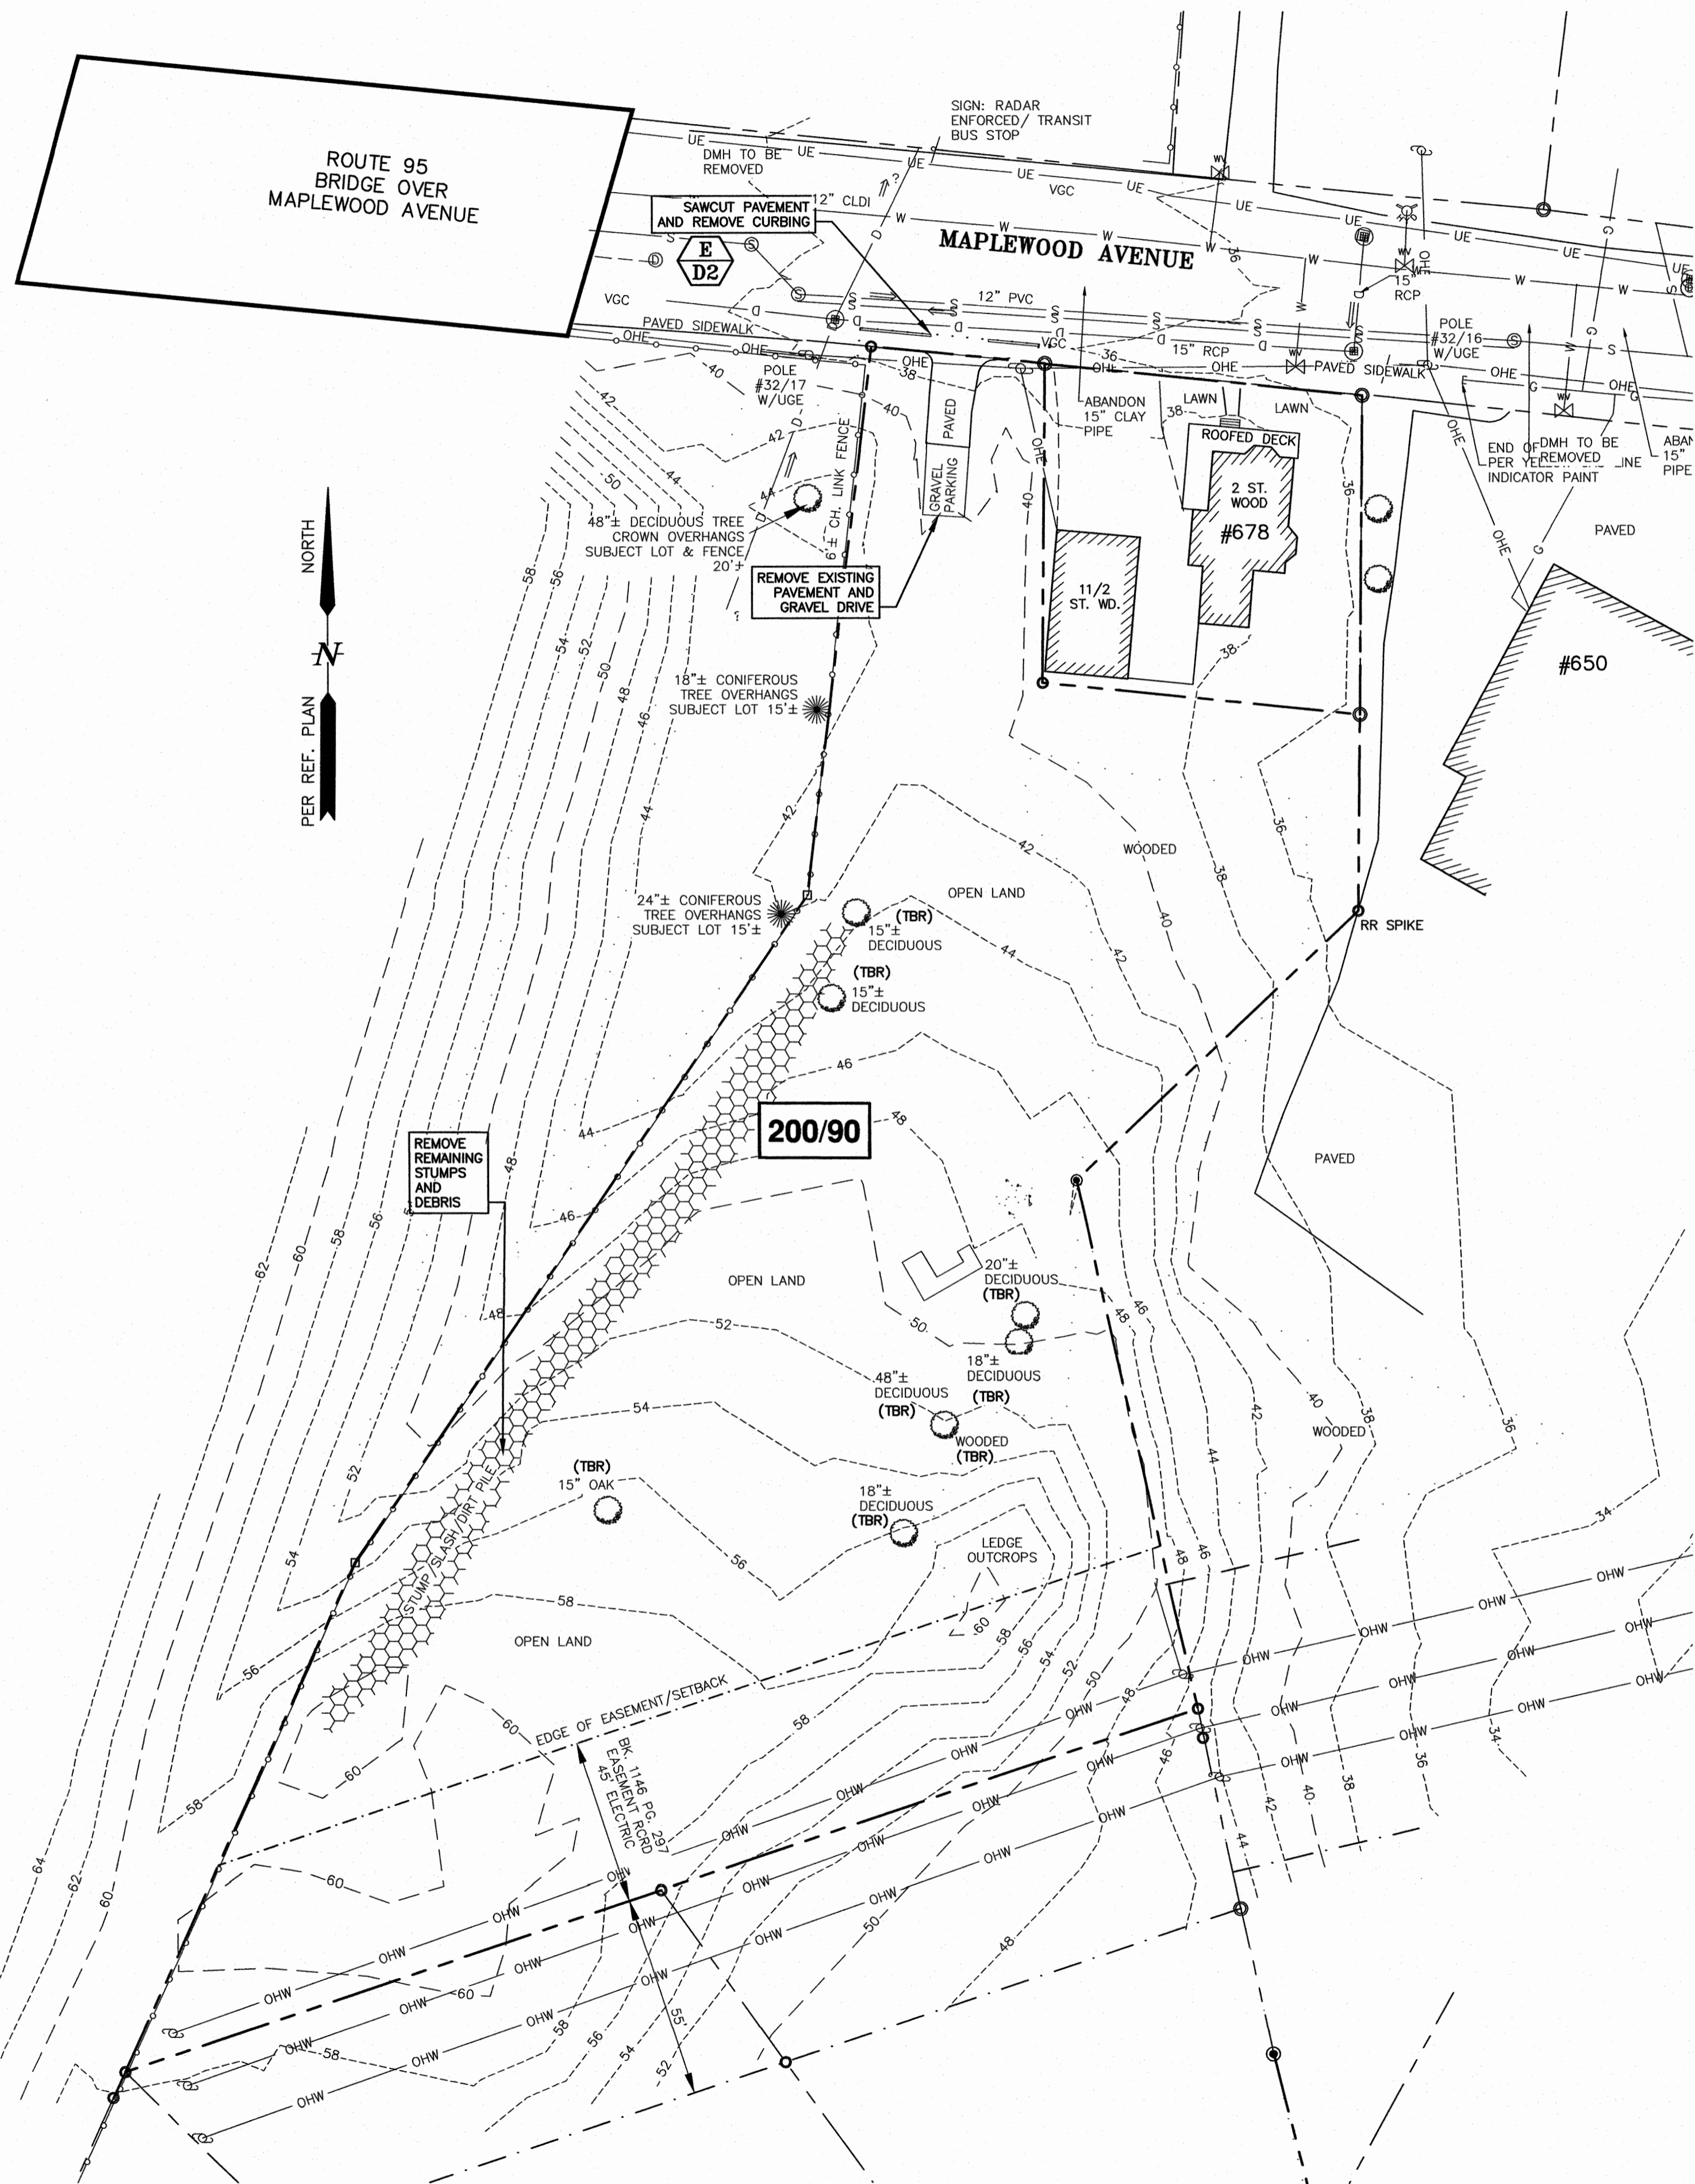 SIGN: RADAR
ENFORCED/ TRANSIT
BUS STOP
ROUTE 95
BRIDGE OVER
MAPLEWOOD AVENUE
DMH TO BE
REMOVED
SAWCUT PAVEMENT
AND REMOVE CURBING
12" CLDI
VGC
E
D2
MAPLEWOOD AVENUE
12" PVC
15"
RCP
VGC
PAVED SIDEWALK
VGC
15" RCP
POLE
#32/16
W/UGE
PAVED SIDEWALK
POLE
#32/17
W/UGE
ABANDON
15" CLAY
PIPE
LAWN
LAWN
ROOFED DECK
PAVED
GRAVEL
PARKING
6'± CH. LINK FENCE
2 ST.
WOOD
#678
11/2
ST. WD.
END OF
PER
INDICATOR PAINT
DMH TO BE
REMOVED
15"
PIPE
PAVED
#650
48"± DECIDUOUS TREE
CROWN OVERHANGS
SUBJECT LOT & FENCE
20'±
REMOVE EXISTING
PAVEMENT AND
GRAVEL DRIVE
NORTH
N
PER REF. PLAN
18"± CONIFEROUS
TREE OVERHANGS
SUBJECT LOT 15'±
WOODED
OPEN LAND
24"± CONIFEROUS
TREE OVERHANGS
SUBJECT LOT 15'±
(TBR)
15"±
DECIDUOUS
RR SPIKE
(TBR)
15"±
DECIDUOUS
200/90
REMOVE
REMAINING
STUMPS
AND
DEBRIS
PAVED
OPEN LAND
20"±
DECIDUOUS
(TBR)
18"±
DECIDUOUS
(TBR)
48"±
DECIDUOUS
(TBR)
WOODED
(TBR)
WOODED
(TBR)
15" OAK
18"±
DECIDUOUS
(TBR)
STUMP/SLASH/DIRT PILE
LEDGE
OUTCROPS
OPEN LAND
EDGE OF EASEMENT/SETBACK
BK. 1146 PG. 297
EASEMENT RCRD
45' ELECTRIC
55'